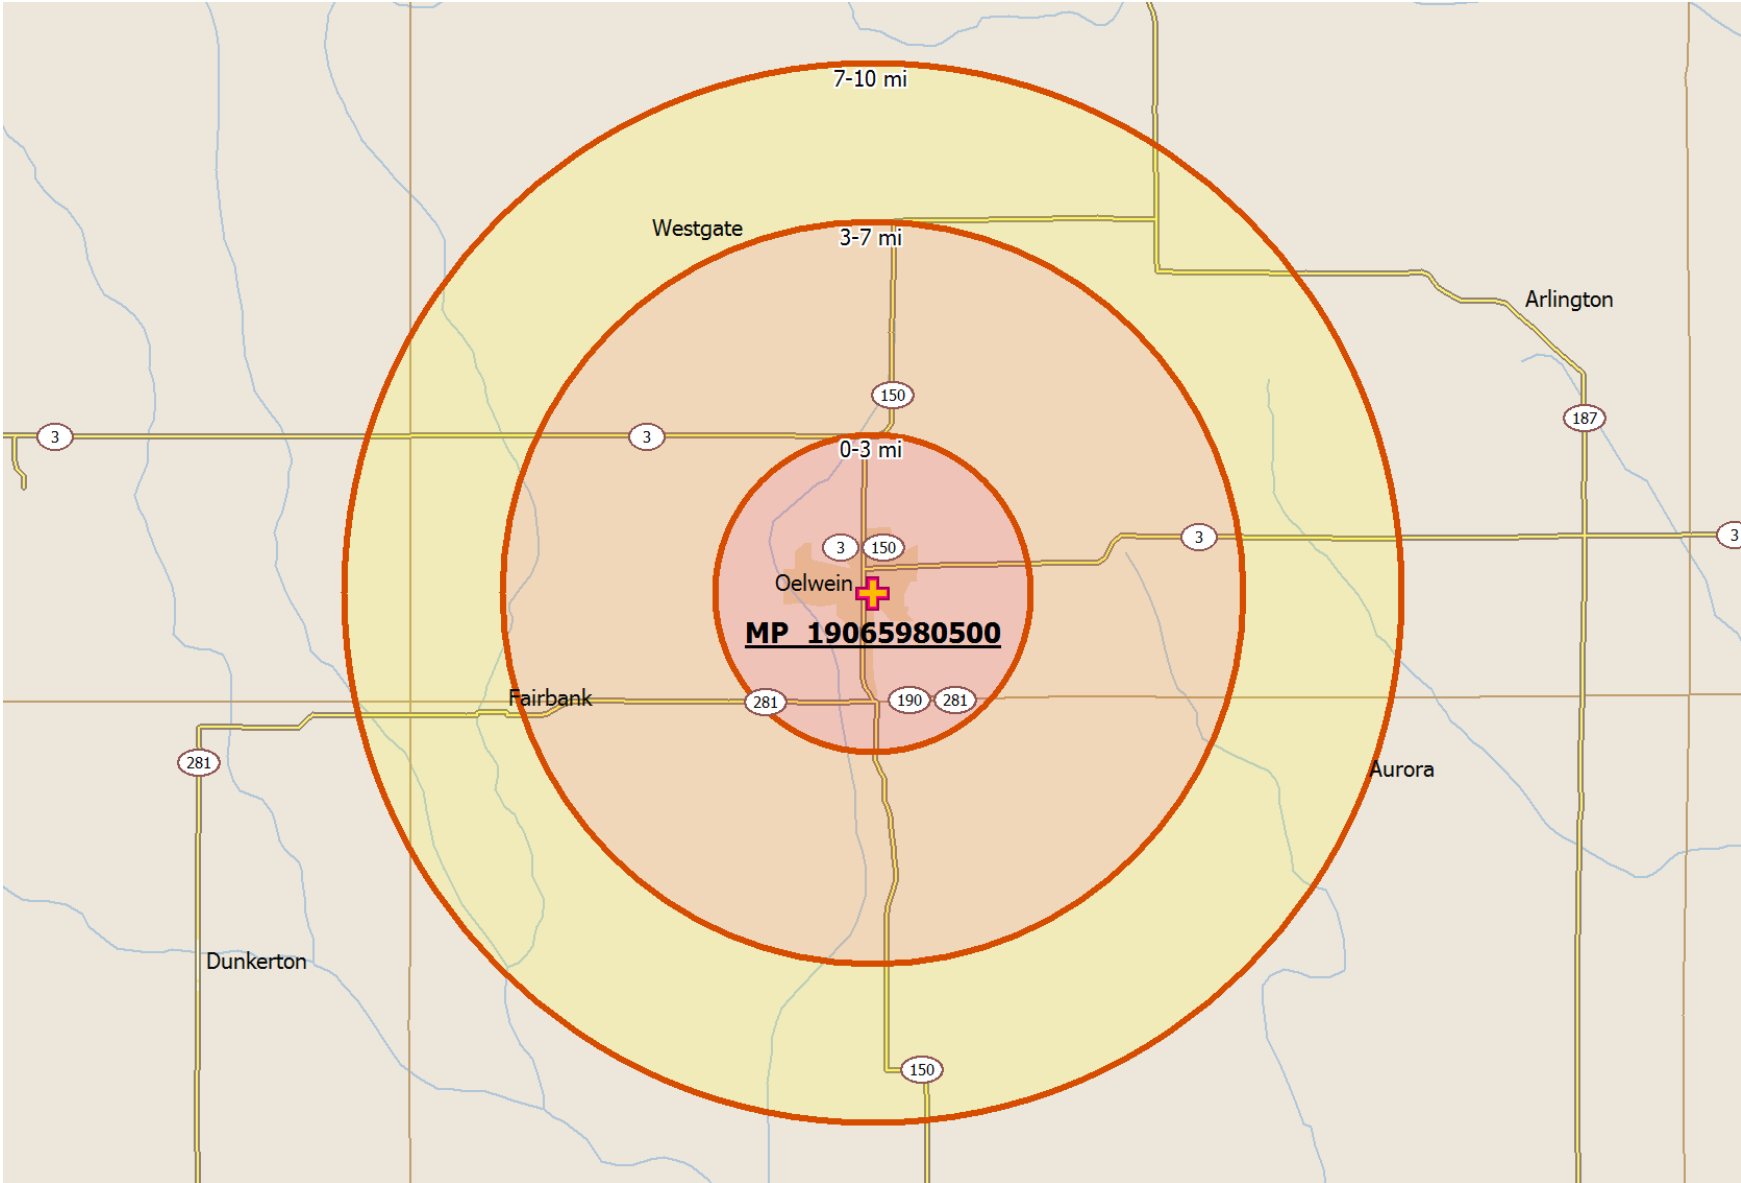 7-10 mi
Westgate
3-7 mi
Arlington
150
187
3
3
0-3 mi
3
150
3
3
Oelwein
MP 19065980500
Fairbank
281
190
281
281
Aurora
Dunkerton
150